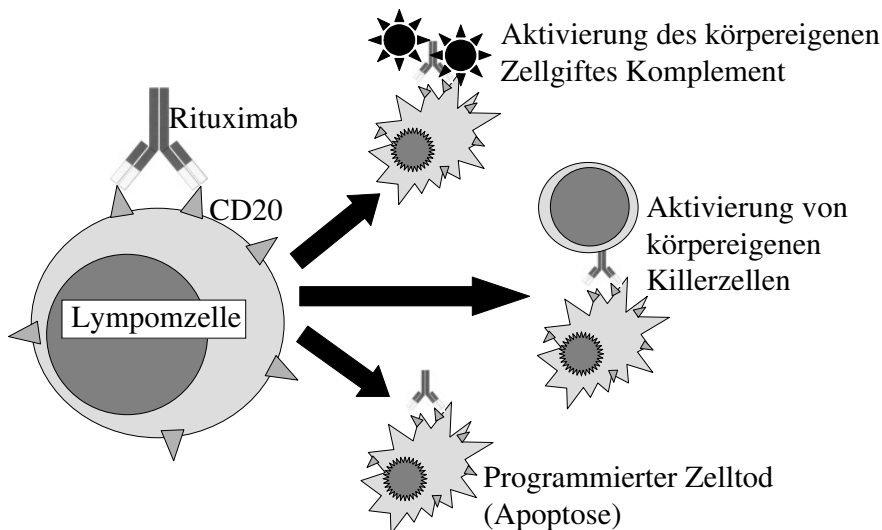 Aktivierung des körpereigenen
Zellgiftes Komplement
Rituximab
CD20
Aktivierung von
körpereigenen
Killerzellen
Lympomzelle
Programmierter Zelltod
(Apoptose)